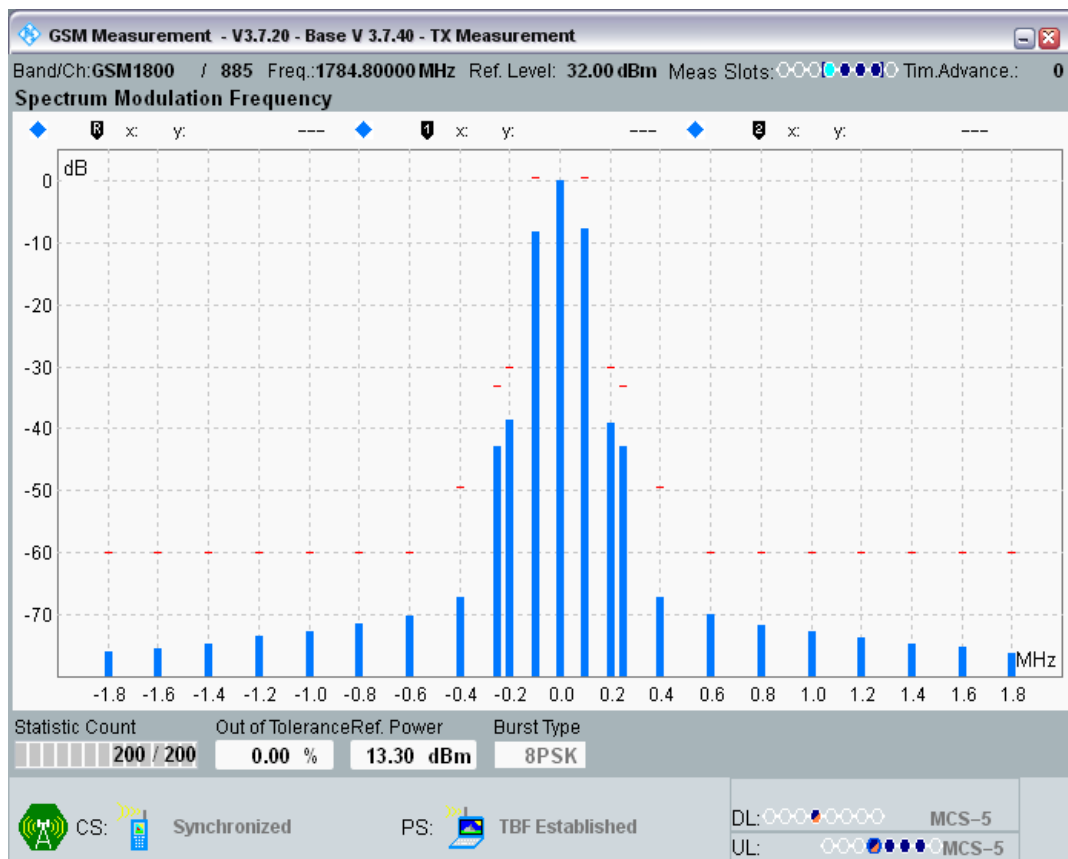 GSM Measurement - V3.7.20 - Base V 3.7.40 - TX Measurement
Band/Ch:GSM1800 / 885 Freq.:1784.80000 MHz Ref. Level: 32.00 dBm Meas Slots: Tim.Advance.: 0
Spectrum Modulation Frequency
R x: y: --- 1 x: y: --- 2 x: y: ---
dB
0
-10
-20
-30
-40
-50
-60
-70
MHz
-1.8 -1.6 -1.4 -1.2 -1.0 -0.8 -0.6 -0.4 -0.2 0.0 0.2 0.4 0.6 0.8 1.0 1.2 1.4 1.6 1.8
Statistic Count Out of Tolerance Ref. Power Burst Type
200 / 200 0.00 % 13.30 dBm 8PSK
CS: Synchronized PS: TBF Established
DL: MCS-5
UL: MCS-5